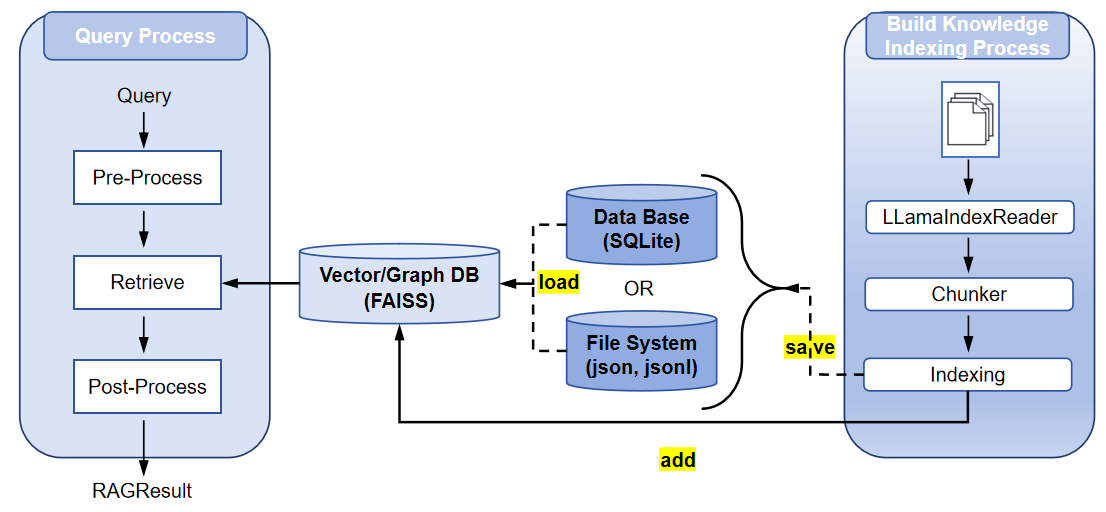 Query Process
Query
Pre-Process
Retrieve
Post-Process
RAGResult
Vector/Graph DB
(FAISS)
load
Data Base
(SQLite)
OR
File System
(json, jsonl)
save
add
Build Knowledge
Indexing Process
LLamaIndexReader
Chunker
Indexing